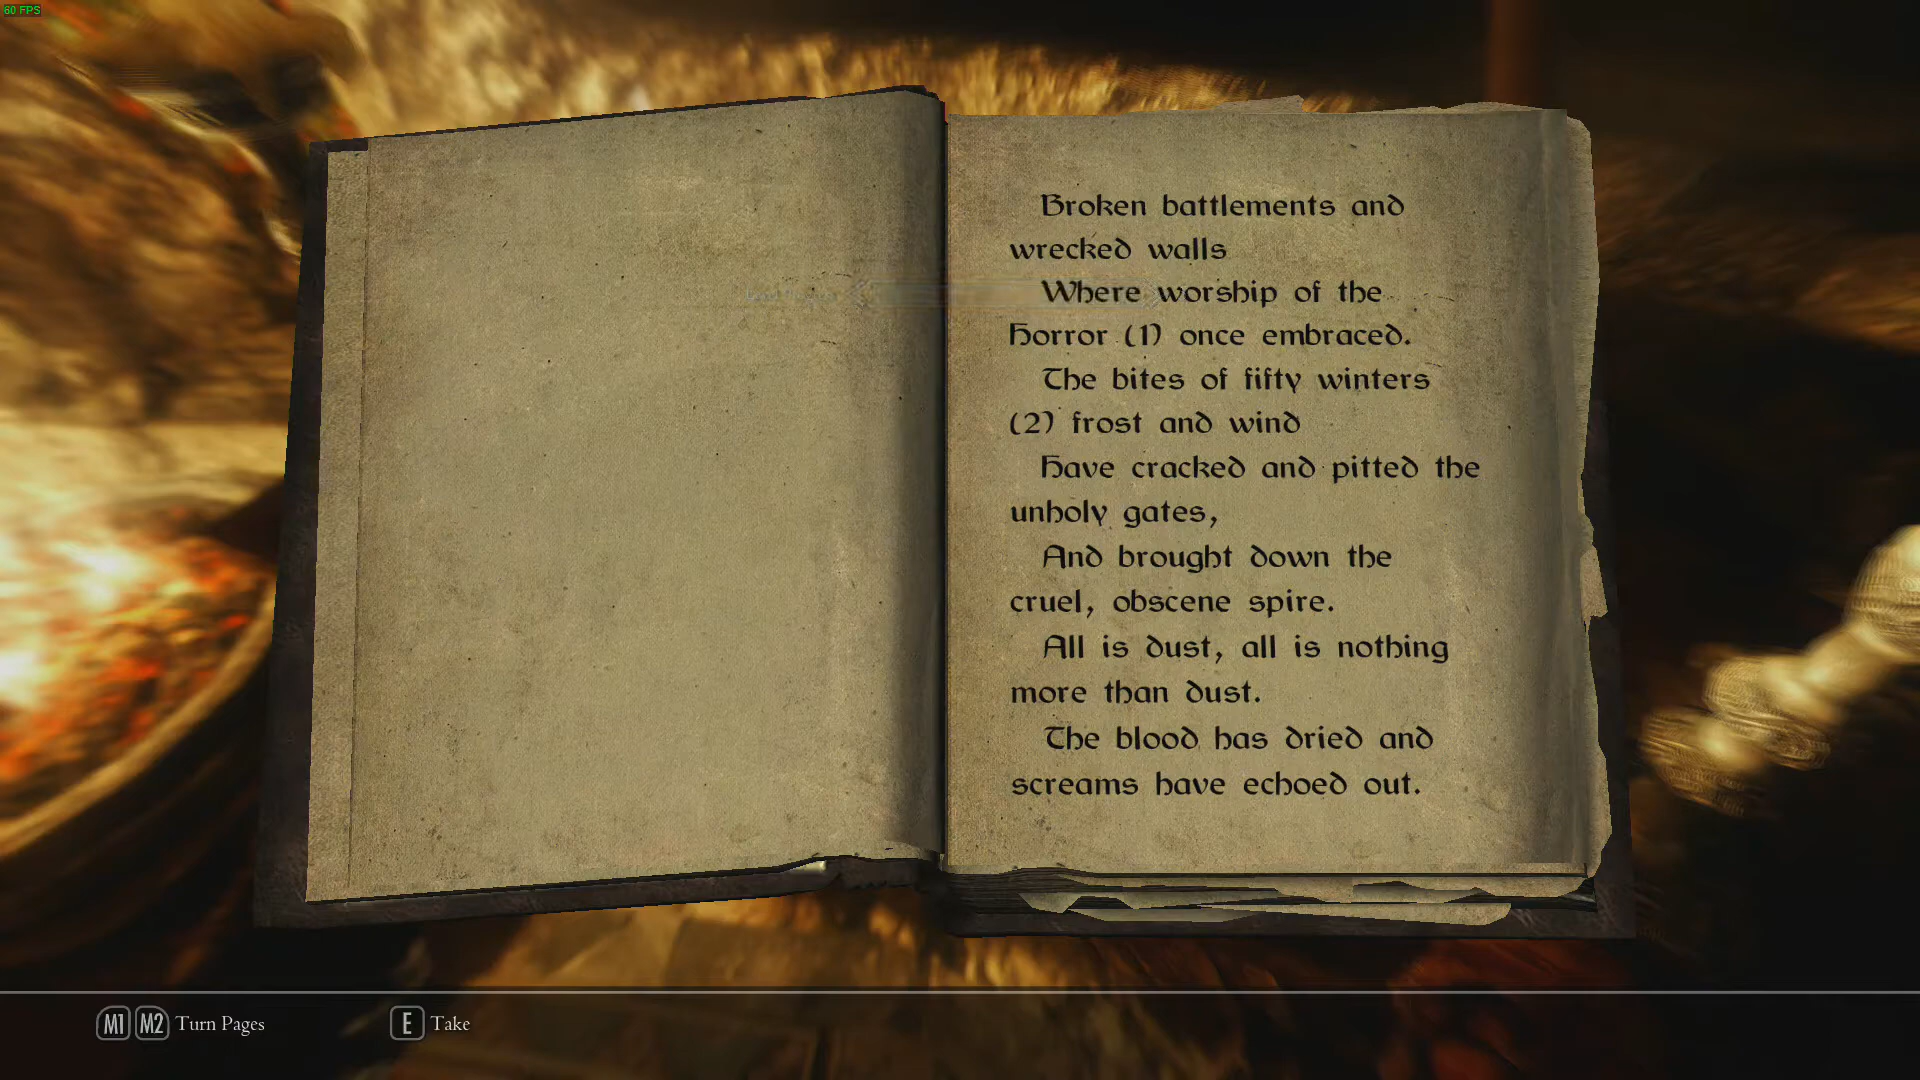 60 FPS
Broken battlements and
wrecked walls
Where worship of the
Horror (1) once embraced.
The bites of fifty winters
(2) frost and wind
Have cracked and pitted the
unholy gates,
And brought down the
cruel, obscene spire.
All is dust, all is nothing
more than dust.
The blood has dried and
screams have echoed out.
M1 M2 Turn Pages
E Take